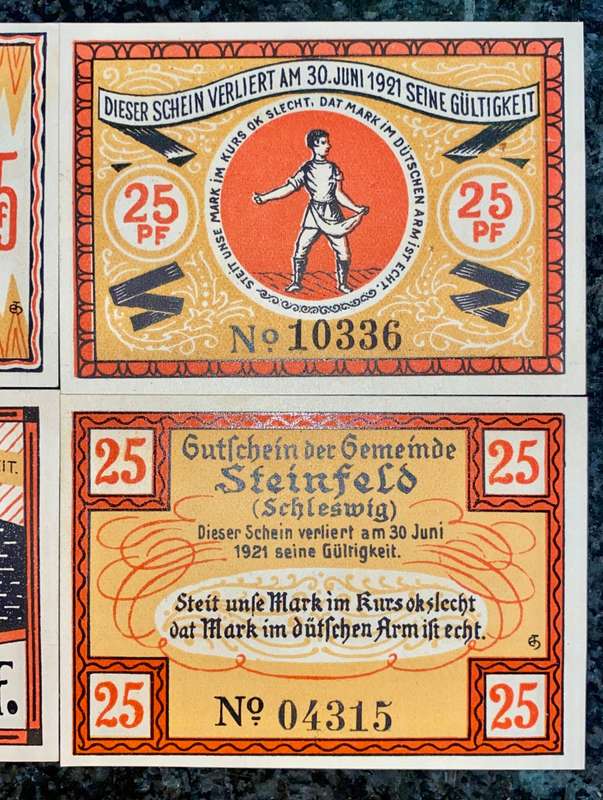 DIESER SCHEIN VERLIERT AM 30. JUNI 1921 SEINE GÜLTIGKEIT
STEIT UNSE MARK IM KURS OK SLECHT, DAT MARK IM DÜTSCHEN ARM IST ECHT.
25
PF
25
PF
No 10336
25
25
Gutschein der Gemeinde
Steinfeld
(Schleswig)
Dieser Schein verliert am 30 Juni
1921 seine Gültigkeit.
Steit unse Mark im Kurs ok slecht
dat Mark im dütschen Arm ist echt.
25
No 04315
25
EIT.
f.